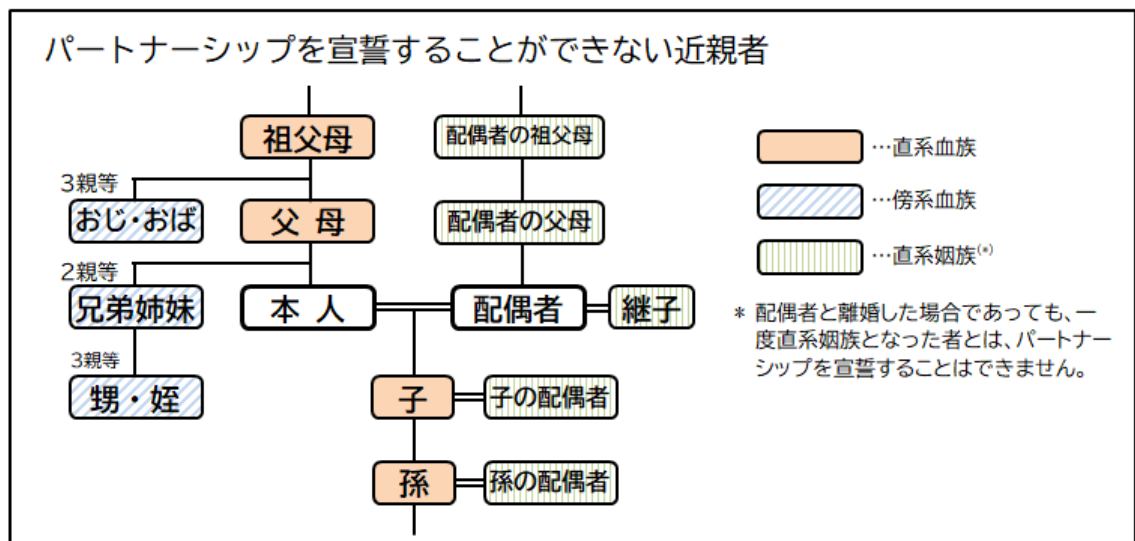 パートナーシップを宣誓することができない近親者
祖父母
配偶者の祖父母
3親等
おじ・おば
父 母
配偶者の父母
2親等
兄弟姉妹
本 人
配偶者
継子
3親等
甥・姪
子
子の配偶者
孫
孫の配偶者
…直系血族
…傍系血族
…直系姻族(*)
* 配偶者と離婚した場合であっても、一
度直系姻族となった者とは、パートナー
シップを宣誓することはできません。